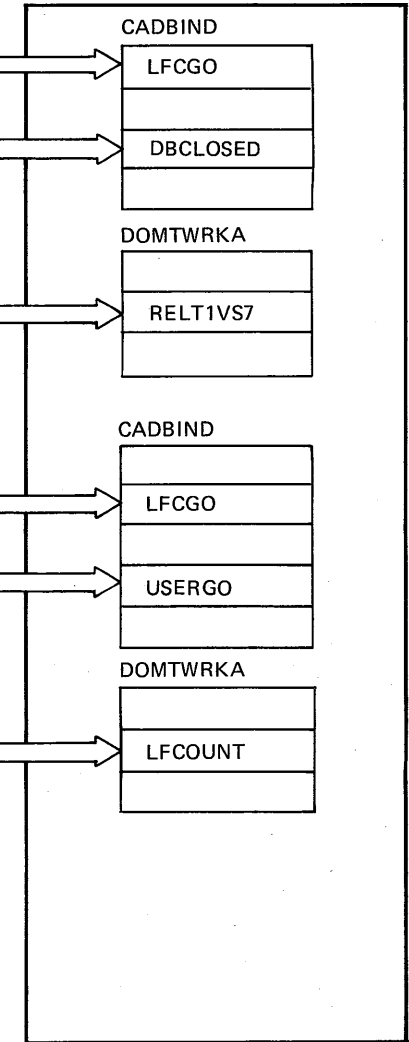 CADBIND
LFCGO
DBCLOSED
DOMTWRKA
RELT1VS7
CADBIND
LFCGO
USERGO
DOMTWRKA
LFCOUNT